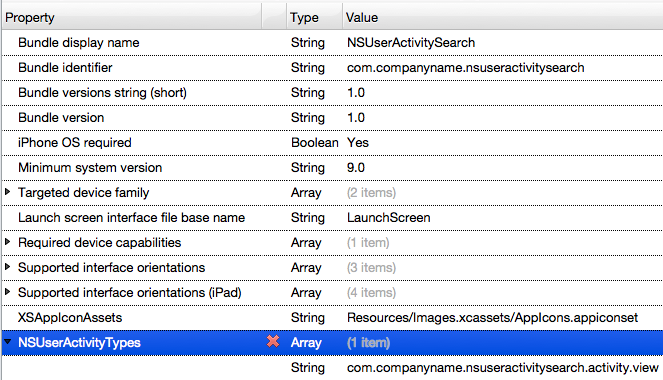 Property Type Value
Bundle display name String NSUserActivitySearch
Bundle identifier String com.companyname.nsuseractivitysearch
Bundle versions string (short) String 1.0
Bundle version String 1.0
iPhone OS required Boolean Yes
Minimum system version String 9.0
Targeted device family Array (2 items)
Launch screen interface file base name String LaunchScreen
Required device capabilities Array (1 item)
Supported interface orientations Array (3 items)
Supported interface orientations (iPad) Array (4 items)
XSAppIconAssets String Resources/Images.xcassets/AppIcons.appiconset
NSUserActivityTypes Array (1 item)
String com.companyname.nsuseractivitysearch.activity.view